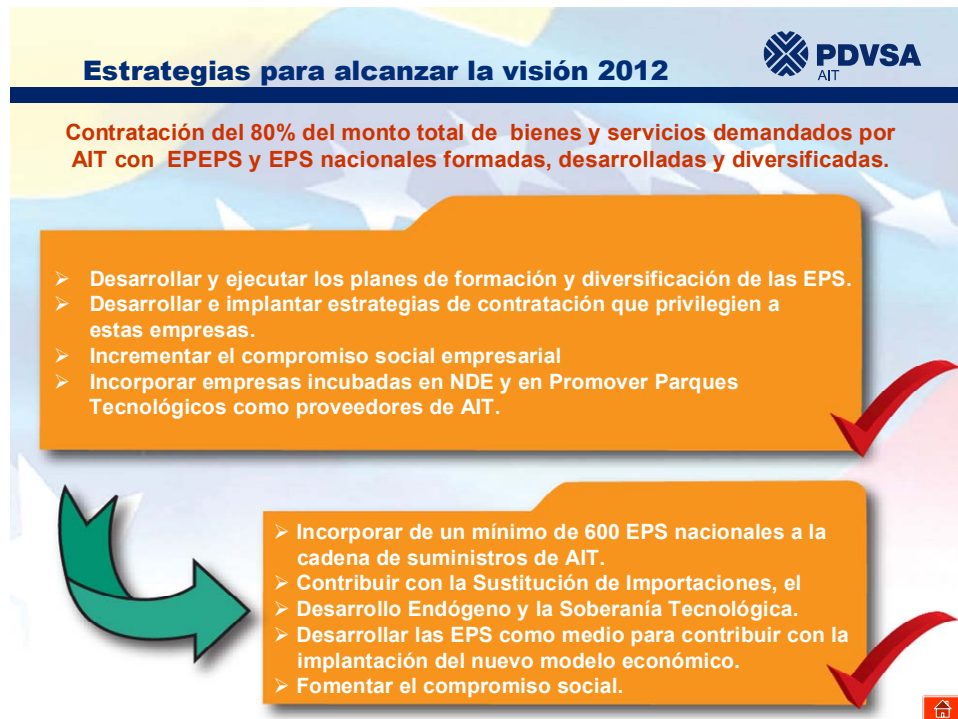 Estrategias para alcanzar la visión 2012
PDVSA
AIT
Contratación del 80% del monto total de bienes y servicios demandados por
AIT con EPEPS y EPS nacionales formadas, desarrolladas y diversificadas.
➢ Desarrollar y ejecutar los planes de formación y diversificación de las EPS.
➢ Desarrollar e implantar estrategias de contratación que privilegien a
estas empresas.
➢ Incrementar el compromiso social empresarial
➢ Incorporar empresas incubadas en NDE y en Promover Parques
Tecnológicos como proveedores de AIT.
➢ Incorporar de un mínimo de 600 EPS nacionales a la
cadena de suministros de AIT.
➢ Contribuir con la Sustitución de Importaciones, el
➢ Desarrollo Endógeno y la Soberanía Tecnológica.
➢ Desarrollar las EPS como medio para contribuir con la
implantación del nuevo modelo económico.
➢ Fomentar el compromiso social.